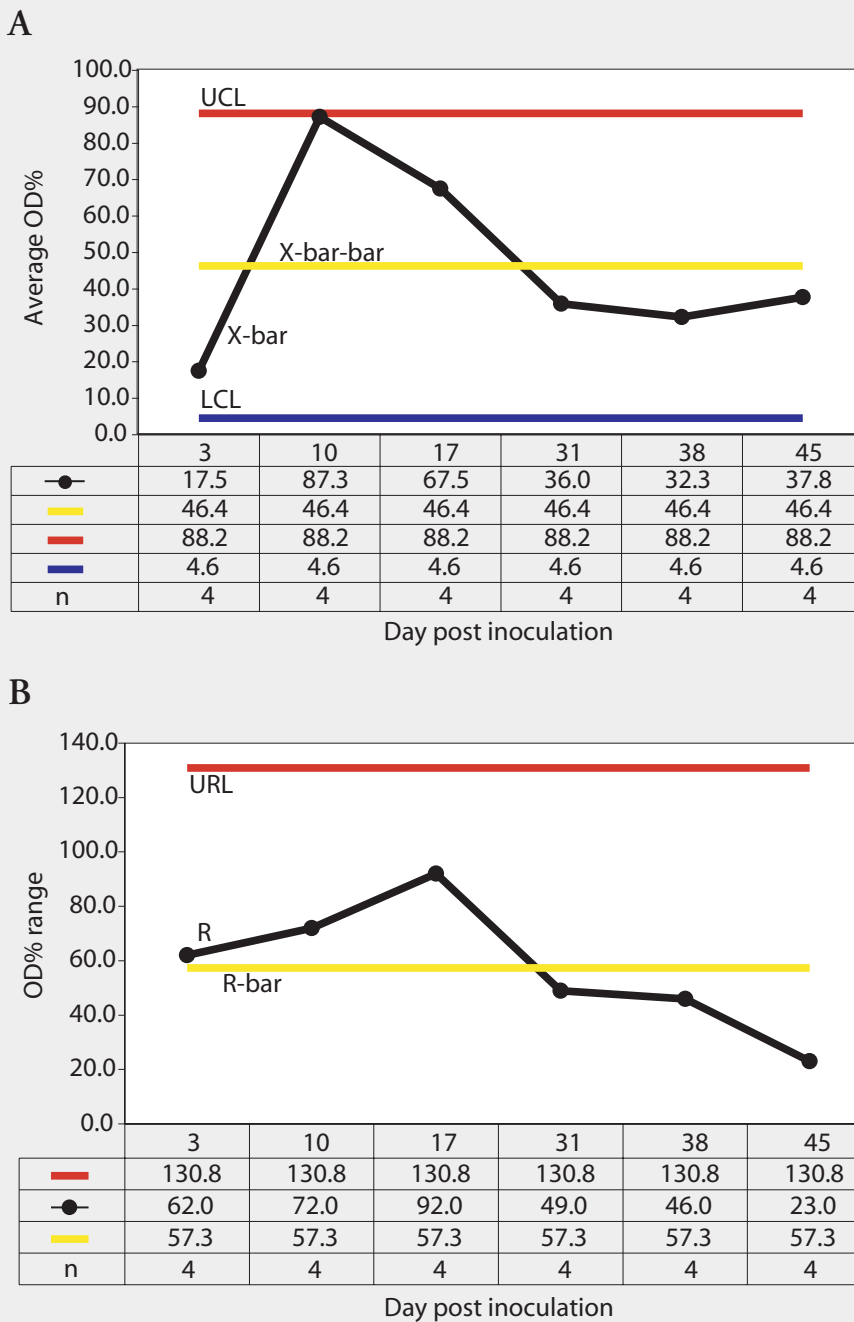 A
100.0
90.0
80.0
70.0
60.0
50.0
40.0
30.0
20.0
10.0
0.0
Average OD%
UCL
X-bar-bar
X-bar
LCL
3 10 17 31 38 45
17.5 87.3 67.5 36.0 32.3 37.8
46.4 46.4 46.4 46.4 46.4 46.4
88.2 88.2 88.2 88.2 88.2 88.2
4.6 4.6 4.6 4.6 4.6 4.6
n 4 4 4 4 4 4
Day post inoculation
B
140.0
120.0
100.0
80.0
60.0
40.0
20.0
0.0
OD% range
URL
R
R-bar
3 10 17 31 38 45
130.8 130.8 130.8 130.8 130.8 130.8
62.0 72.0 92.0 49.0 46.0 23.0
57.3 57.3 57.3 57.3 57.3 57.3
n 4 4 4 4 4 4
Day post inoculation